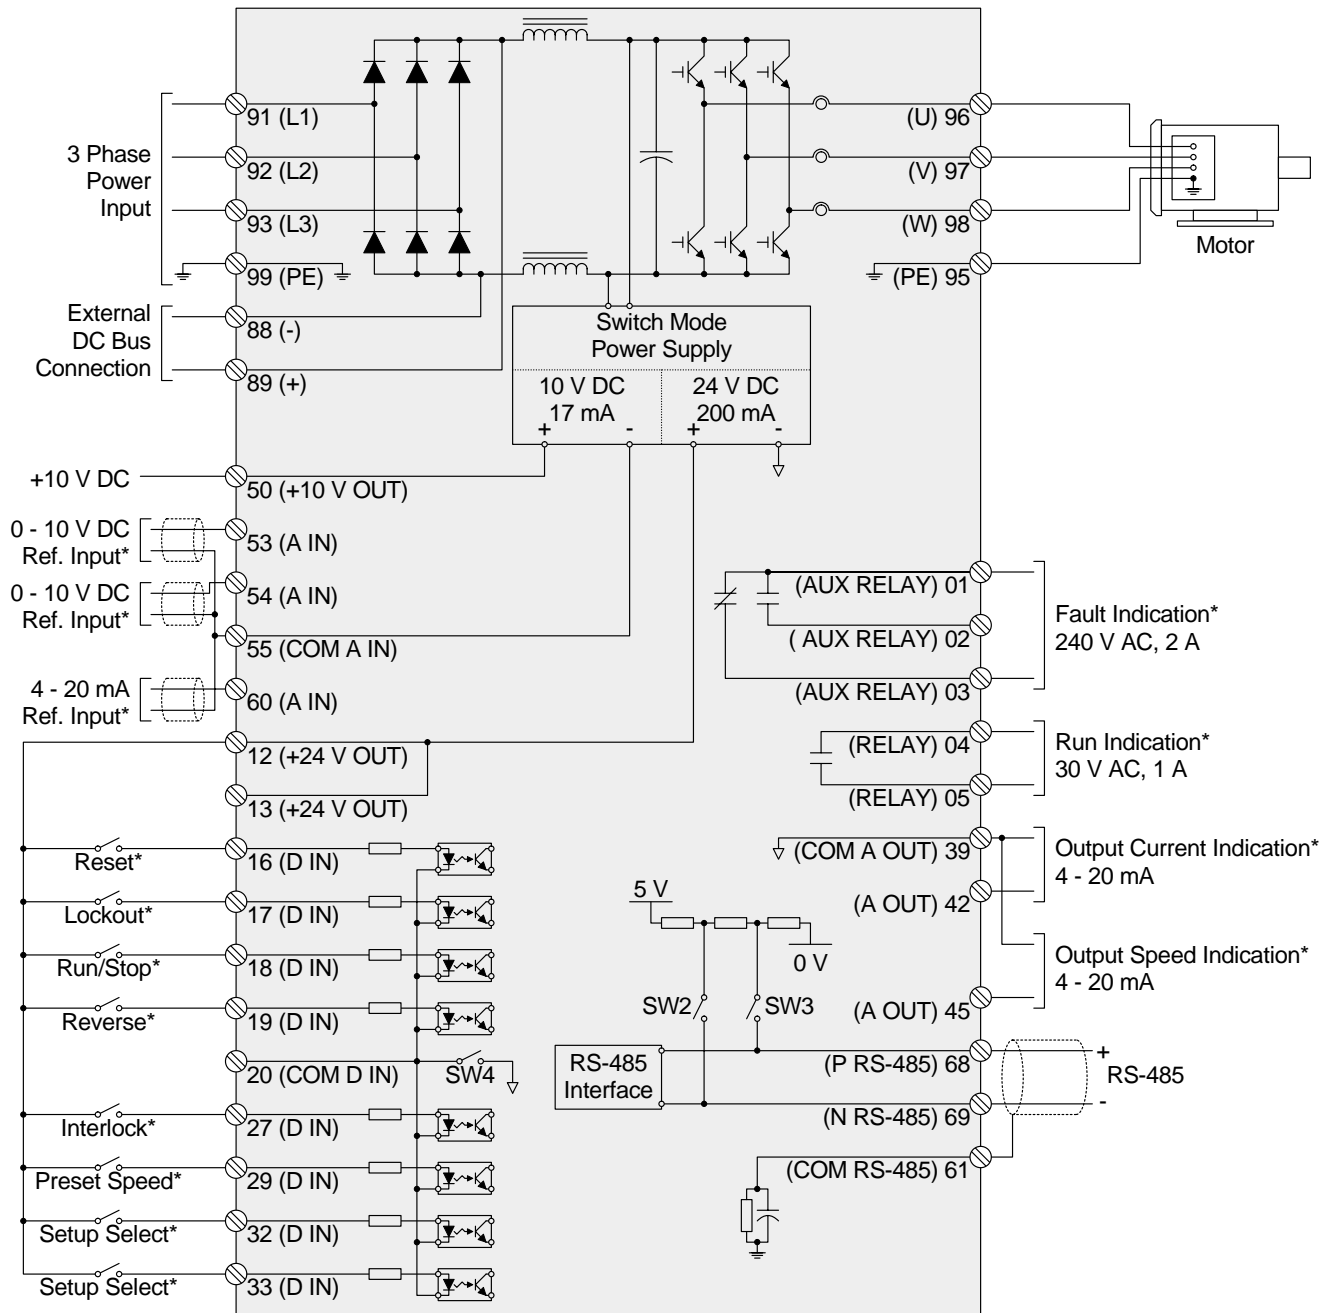 3 Phase
Power
Input
91 (L1)
92 (L2)
93 (L3)
99 (PE)
External
DC Bus
Connection
88 (-)
89 (+)
(U) 96
(V) 97
(W) 98
(PE) 95
Motor
Switch Mode
Power Supply
10 V DC
17 mA
+ -
24 V DC
200 mA
+ -
+10 V DC
50 (+10 V OUT)
0 - 10 V DC
Ref. Input*
53 (A IN)
0 - 10 V DC
Ref. Input*
54 (A IN)
55 (COM A IN)
4 - 20 mA
Ref. Input*
60 (A IN)
12 (+24 V OUT)
13 (+24 V OUT)
Reset*
16 (D IN)
Lockout*
17 (D IN)
Run/Stop*
18 (D IN)
Reverse*
19 (D IN)
20 (COM D IN)
SW4
Interlock*
27 (D IN)
Preset Speed*
29 (D IN)
Setup Select*
32 (D IN)
Setup Select*
33 (D IN)
(AUX RELAY) 01
( AUX RELAY) 02
(AUX RELAY) 03
Fault Indication*
240 V AC, 2 A
(RELAY) 04
(RELAY) 05
Run Indication*
30 V AC, 1 A
(COM A OUT) 39
(A OUT) 42
Output Current Indication*
4 - 20 mA
(A OUT) 45
Output Speed Indication*
4 - 20 mA
5 V
0 V
SW2
SW3
RS-485
Interface
(P RS-485) 68
(N RS-485) 69
(COM RS-485) 61
+
RS-485
-